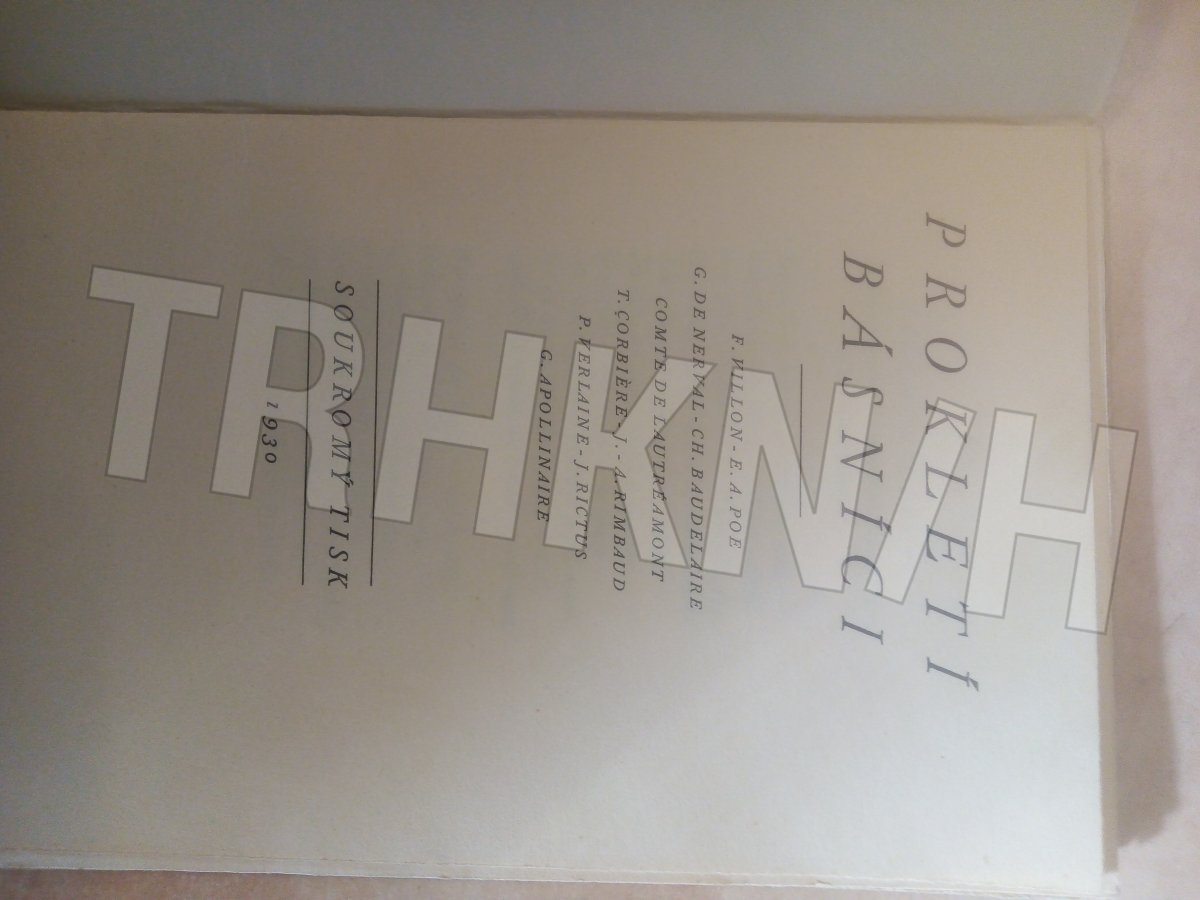 PROKLETÍ
BÁSNÍCI
F. VILLON - E. A. POE
G. DE NERVAL - CH. BAUDELAIRE
COMTE DE LAUTRÉAMONT
T. CORBIÈRE - J. - A. RIMBAUD
P. VERLAINE - J. RICTUS
G. APOLLINAIRE
SOUKROMÝ TISK
1930